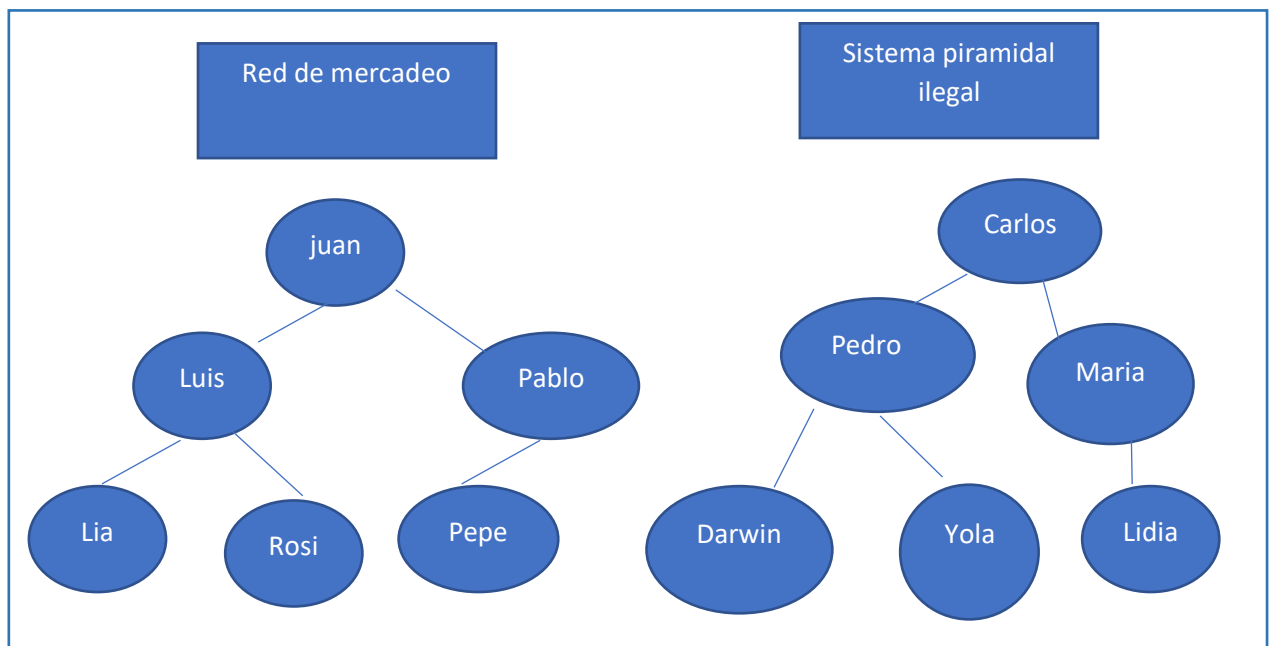 Red de mercadeo
Sistema piramidal
ilegal
juan
Luis
Pablo
Lia
Rosi
Pepe
Carlos
Pedro
Maria
Darwin
Yola
Lidia